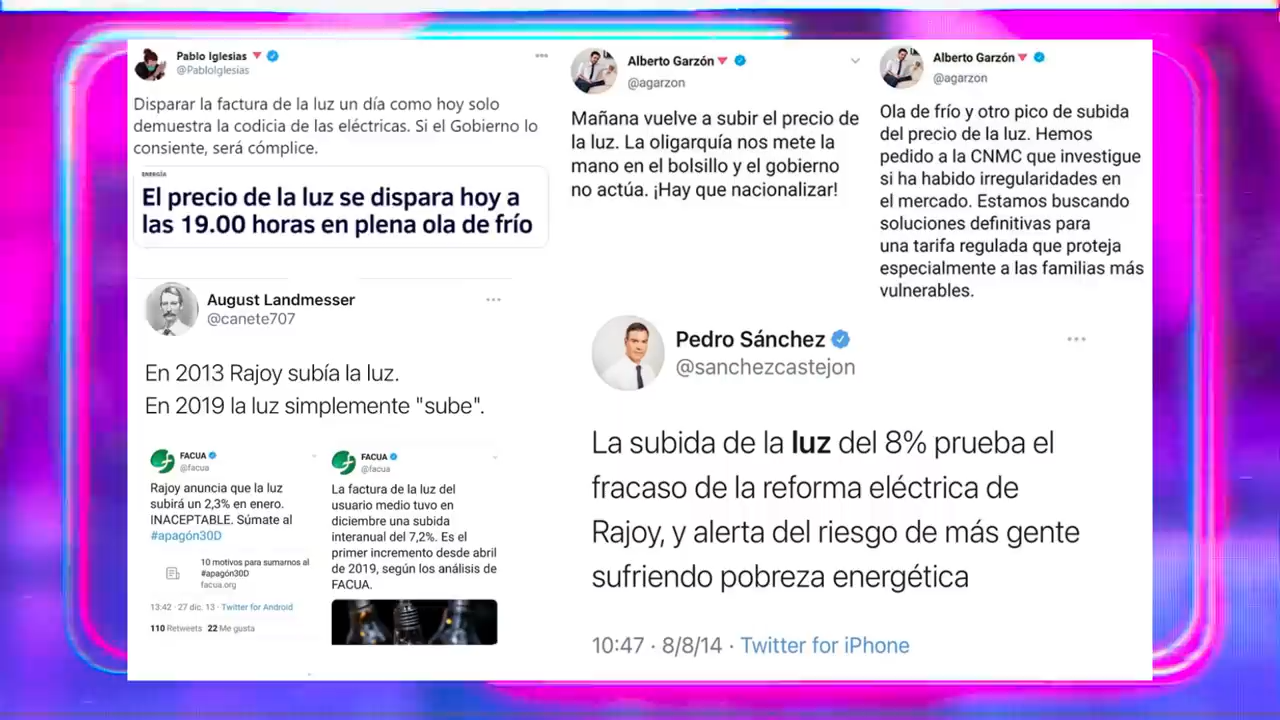 Pablo Iglesias
@PabloIglesias
Disparar la factura de la luz un día como hoy solo
demuestra la codicia de las eléctricas. Si el Gobierno lo
consiente, será cómplice.
ENERGÍA
El precio de la luz se dispara hoy a
las 19.00 horas en plena ola de frío
Alberto Garzón
@agarzon
Mañana vuelve a subir el precio de
la luz. La oligarquía nos mete la
mano en el bolsillo y el gobierno
no actúa. ¡Hay que nacionalizar!
Alberto Garzón
@agarzon
Ola de frío y otro pico de subida
del precio de la luz. Hemos
pedido a la CNMC que investigue
si ha habido irregularidades en
el mercado. Estamos buscando
soluciones definitivas para
una tarifa regulada que proteja
especialmente a las familias más
vulnerables.
August Landmesser
@canete707
En 2013 Rajoy subía la luz.
En 2019 la luz simplemente "sube".
FACUA
@facua
Rajoy anuncia que la luz
subirá un 2,3% en enero.
INACEPTABLE. Súmate al
#apagón30D
10 motivos para sumarnos al
#apagón30D
facua.org
13:42 · 27 dic. 13 · Twitter for Android
110 Retweets 22 Me gusta
FACUA
@facua
La factura de la luz del
usuario medio tuvo en
diciembre una subida
interanual del 7,2%. Es el
primer incremento desde abril
de 2019, según los análisis de
FACUA.
Pedro Sánchez
@sanchezcastejon
La subida de la luz del 8% prueba el
fracaso de la reforma eléctrica de
Rajoy, y alerta del riesgo de más gente
sufriendo pobreza energética
10:47 · 8/8/14 · Twitter for iPhone